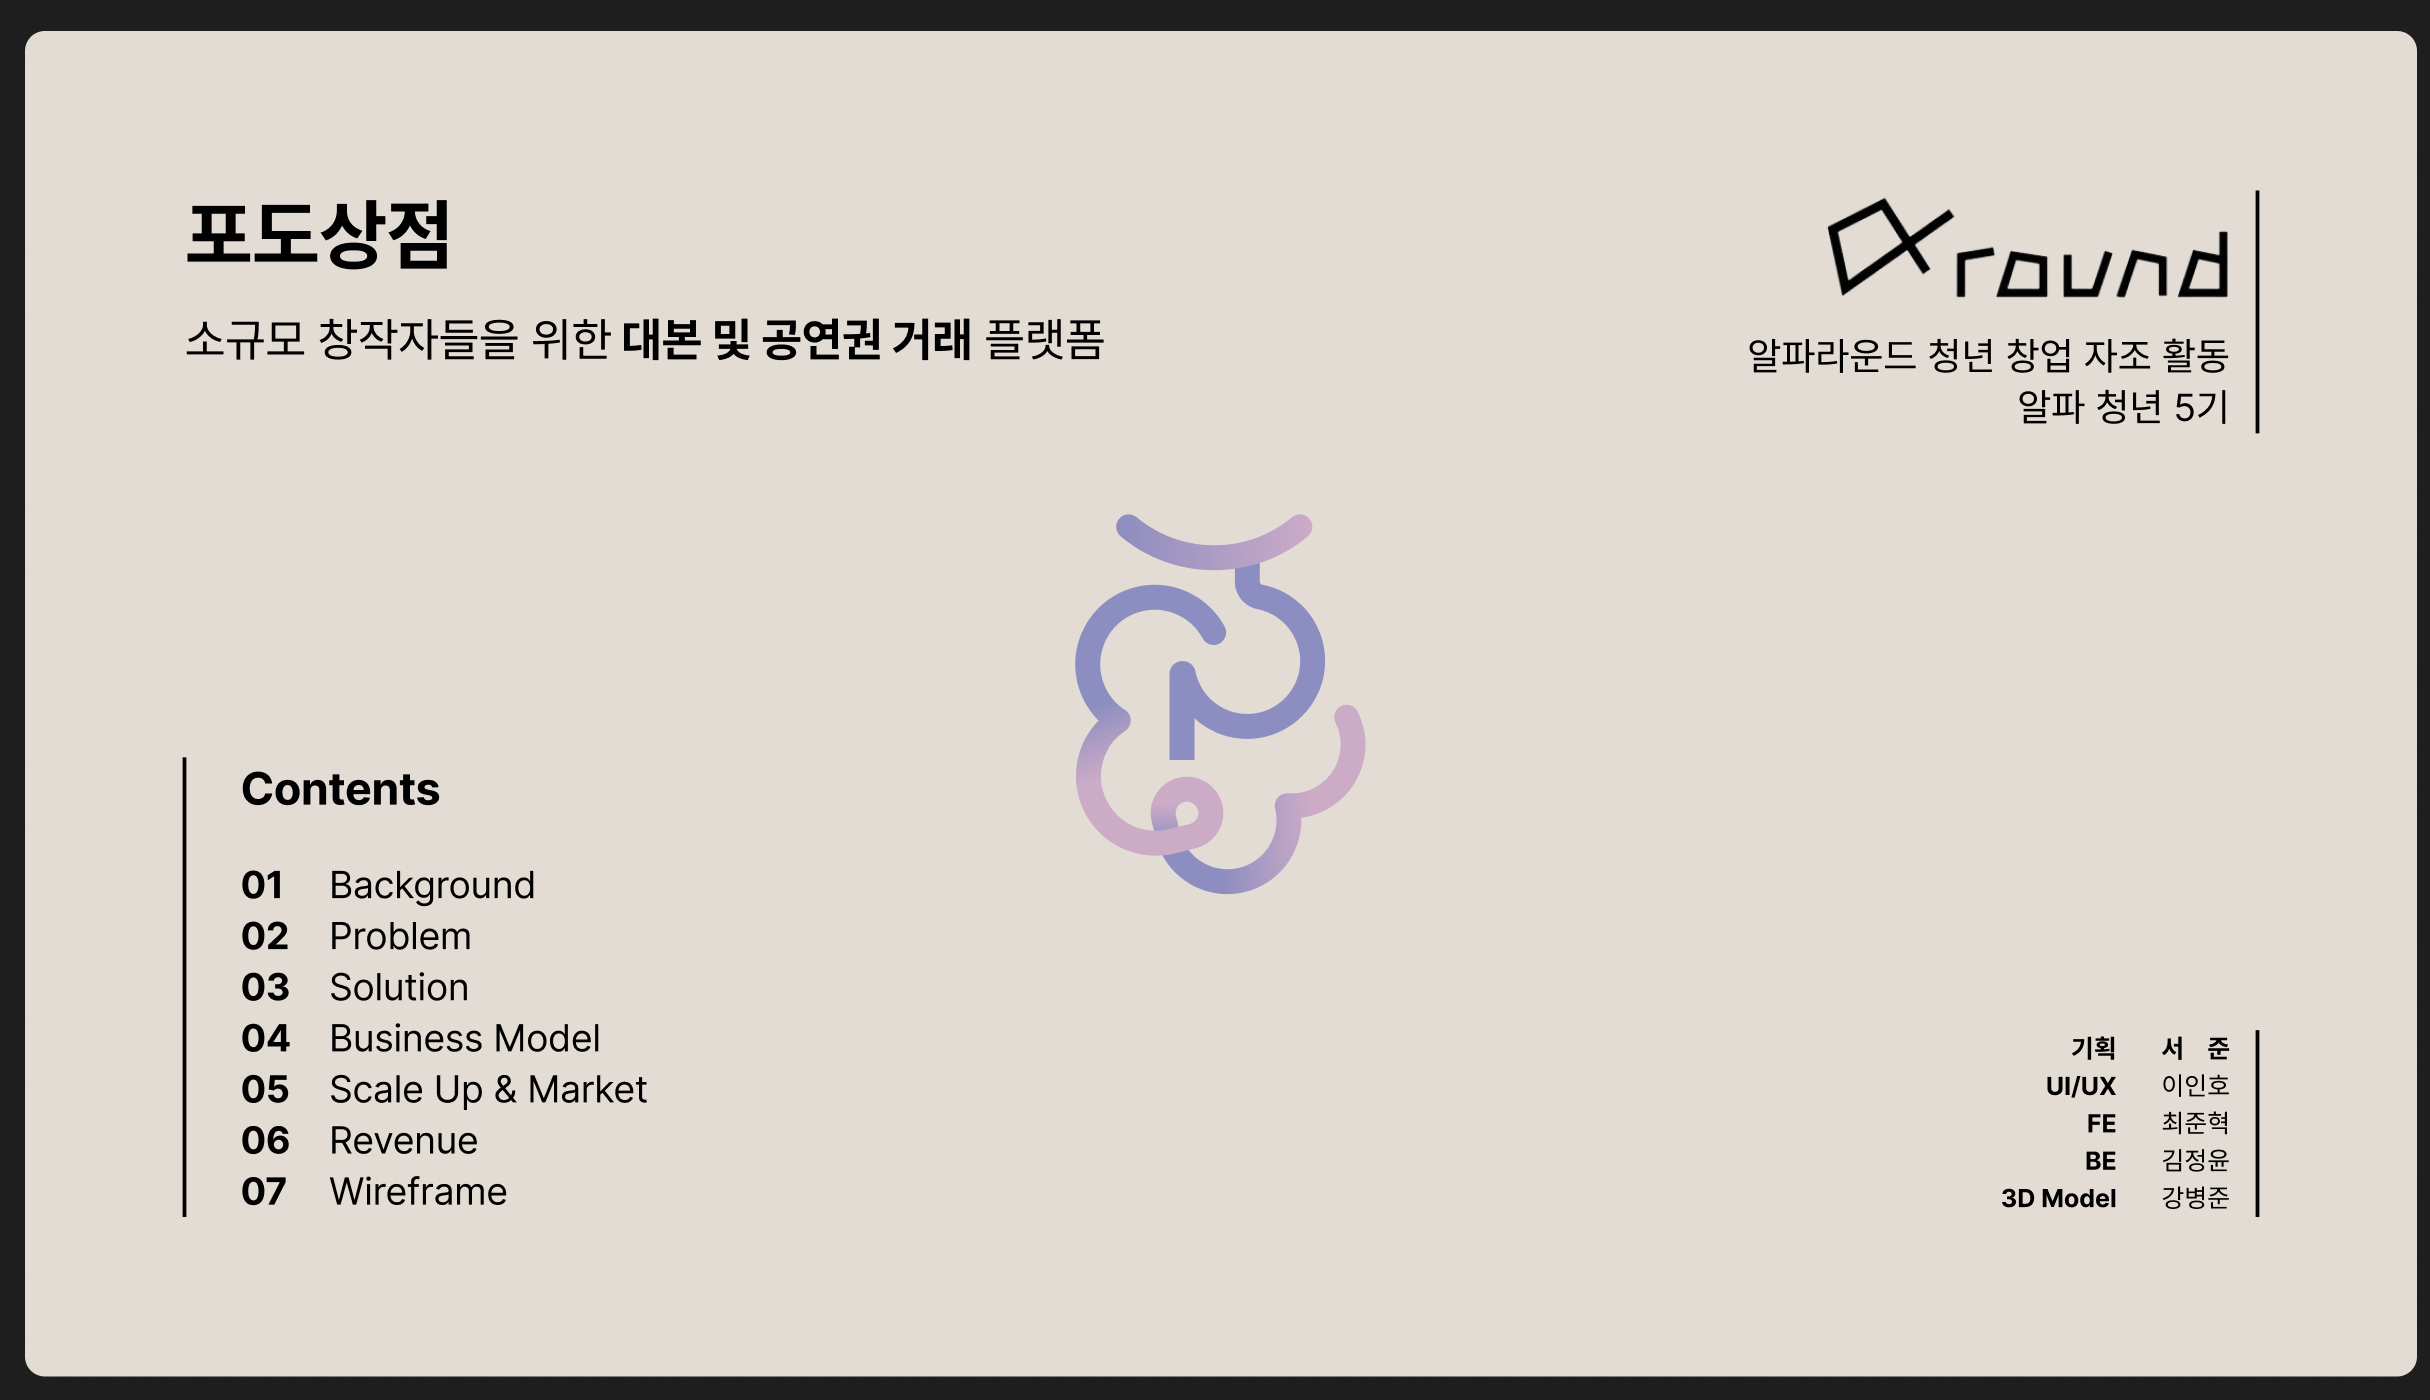 포도상점
소규모 창작자들을 위한 대본 및 공연권 거래 플랫폼
αround
알파라운드 청년 창업 자조 활동
알파 청년 5기
Contents
01 Background
02 Problem
03 Solution
04 Business Model
05 Scale Up & Market
06 Revenue
07 Wireframe
기획 서 준
UI/UX 이인호
FE 최준혁
BE 김정윤
3D Model 강병준